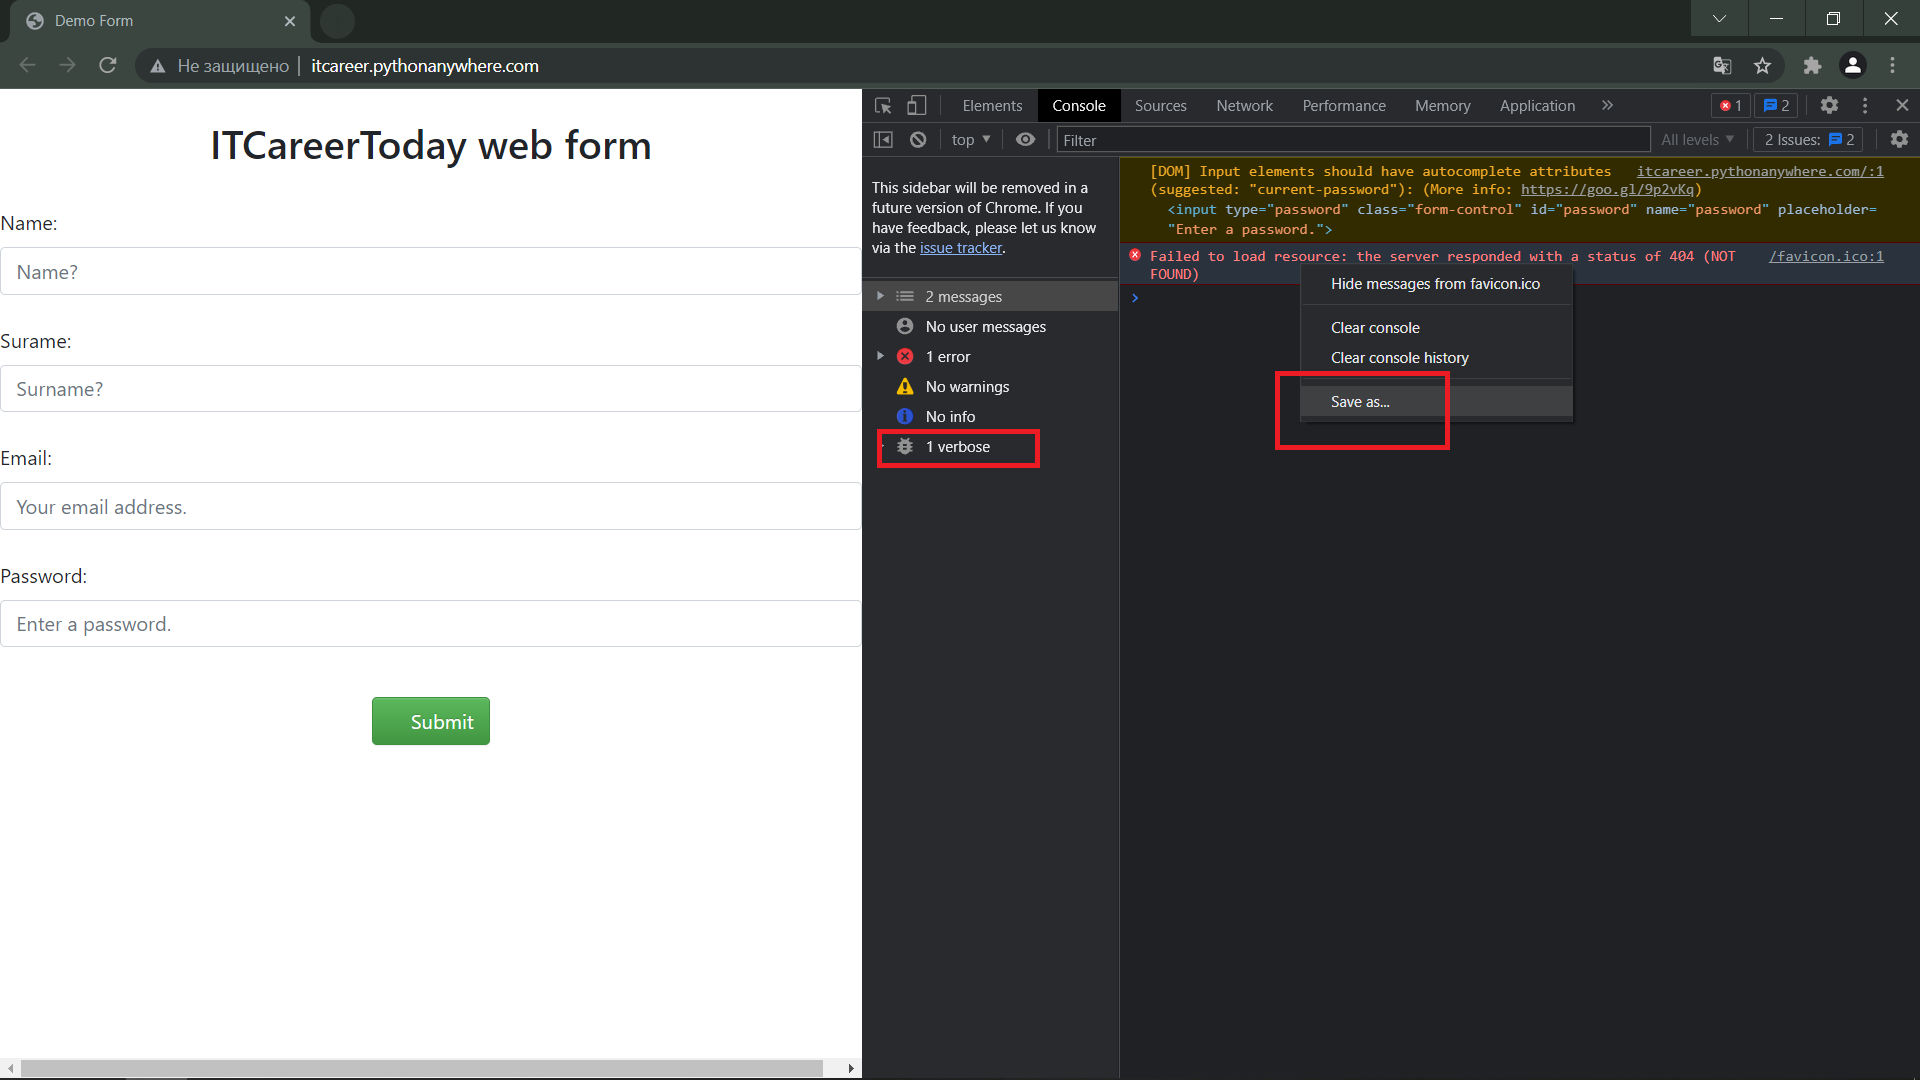 Demo Form
Не защищено | itcareer.pythonanywhere.com
ITCareerToday web form
Name:
Name?
Surame:
Surname?
Email:
Your email address.
Password:
Enter a password.
Submit
Elements Console Sources Network Performance Memory Application » 1 2
top Filter All levels 2 Issues: 2
This sidebar will be removed in a
future version of Chrome. If you
have feedback, please let us know
via the issue tracker.
2 messages
No user messages
1 error
No warnings
No info
1 verbose
[DOM] Input elements should have autocomplete attributes itcareer.pythonanywhere.com/:1
(suggested: "current-password"): (More info: https://goo.gl/9p2vKq)
<input type="password" class="form-control" id="password" name="password" placeholder=
"Enter a password.">
Failed to load resource: the server responded with a status of 404 (NOT /favicon.ico:1
FOUND)
Hide messages from favicon.ico
Clear console
Clear console history
Save as...